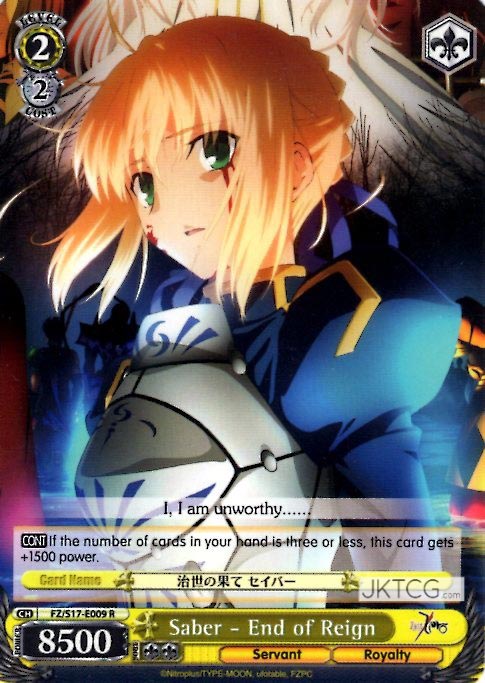 LEVEL
2
2
COST
I, I am unworthy......
CONT If the number of cards in your hand is three or less, this card gets
+1500 power.
Card Name
治世の果て セイバー
JKTCG.com
CH
FZ/S17-E009 R
POWER
8500
Saber - End of Reign
Servant
Royalty
©Nitroplus/TYPE-MOON, ufotable, FZPC